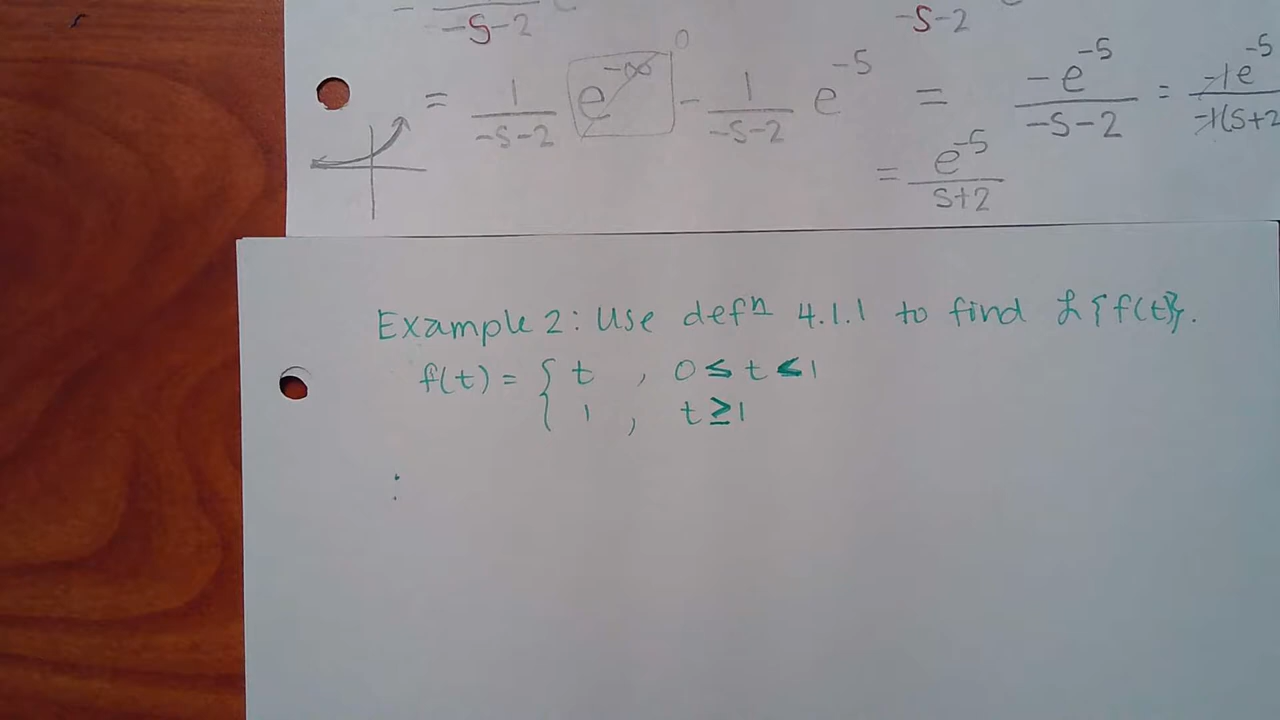 -S-2 -S-2
= 1/-S-2 e^-∞ 0 - 1/-S-2 e^-5 = -e^-5/-S-2 = -1e^-5/-1(S+2
= e^-5/S+2
Example 2: Use defⁿ 4.1.1 to find ℒ{f(t)}.
f(t) = { t , 0 ≤ t ≤ 1
1 , t ≥ 1